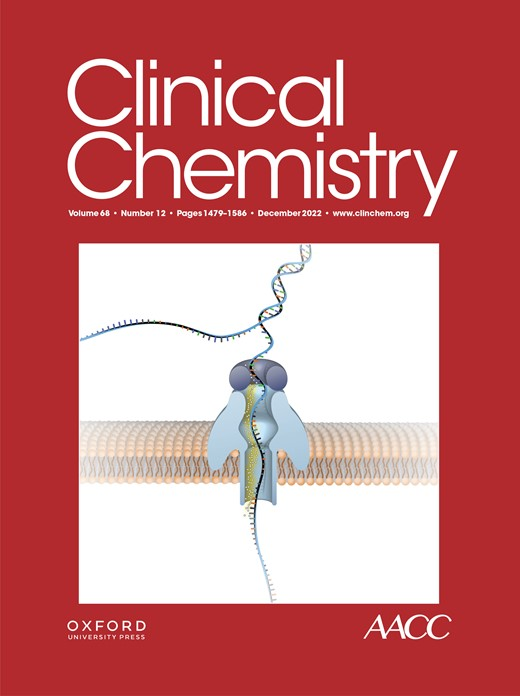 Clinical
Chemistry
Volume 68 • Number 12 • Pages 1479–1586 • December 2022 • www.clinchem.org
OXFORD
UNIVERSITY PRESS
AACC